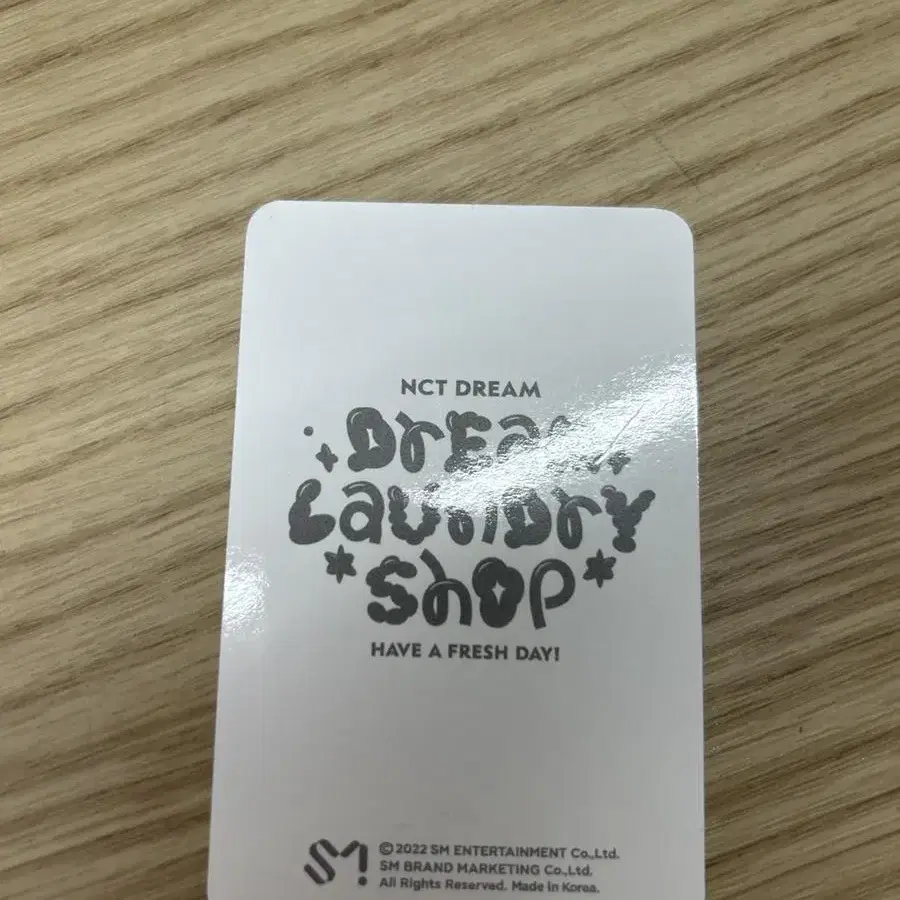 NCT DREAM
DREAM
LAUNDRY
SHOP
HAVE A FRESH DAY!
SM!
© 2022 SM ENTERTAINMENT Co.,Ltd.
SM BRAND MARKETING Co.,Ltd.
All Rights Reserved. Made in Korea.